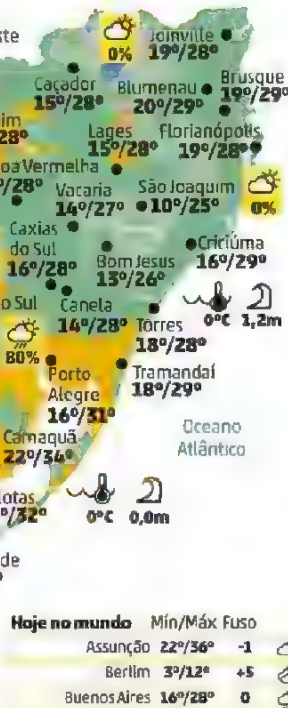 ste
0%
Joinville
19º/28º
Caçador
15º/28º
Blumenau
20º/29º
Brusque
19º/29º
im
28º
Lages
15º/28º
Florianópolis
19º/28º
oa Vermelha
º/28º
Vacaria
14º/27º
São Joaquim
10º/25º
0%
Caxias
do Sul
16º/28º
Bom Jesus
13º/26º
Criciúma
16º/29º
o Sul
Canela
14º/28º
Torres
18º/28º
0ºC 1,2m
80%
Porto
Alegre
16º/31º
Tramandaí
18º/29º
Camaquã
22º/34º
Oceano
Atlântico
lotas
º/32º
0ºC 0,0m
de
Hoje no mundo Mín/Máx Fuso
Assunção 22º/36º -1
Berlim 3º/12º +5
Buenos Aires 16º/28º 0